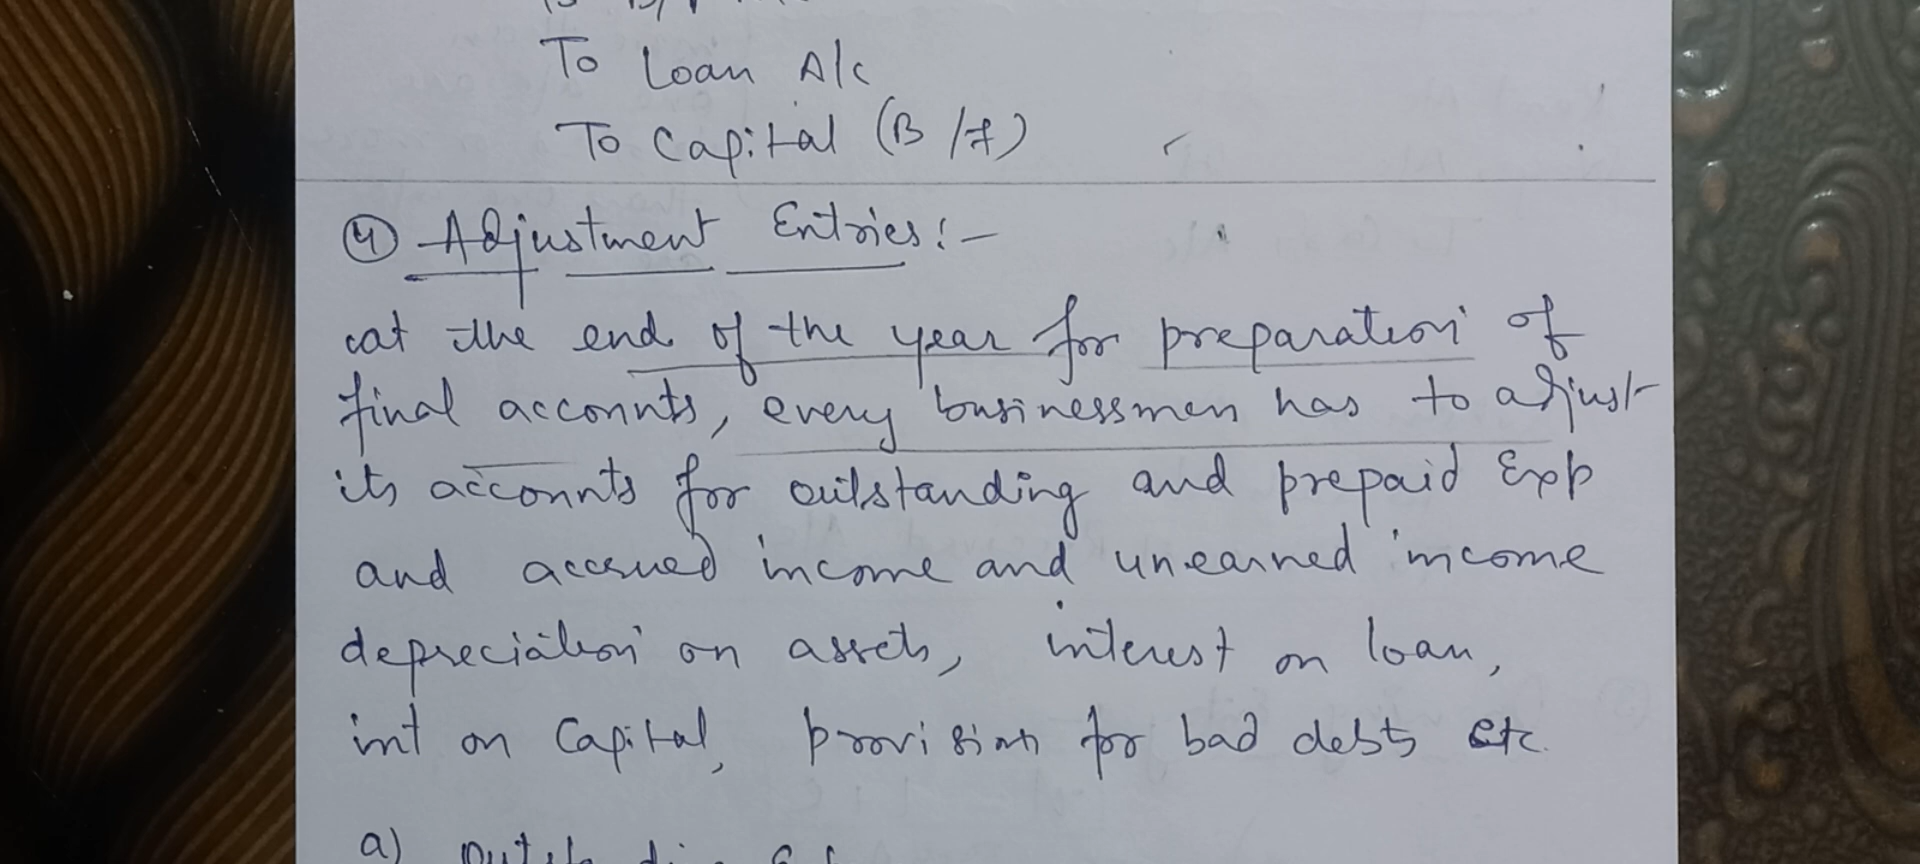 To Loan A/c
To Capital (B/f)
④ Adjustment Entries:-
at the end of the year for preparation of
final accounts, every businessmen has to adjust
its accounts for outstanding and prepaid Exp
and accrued income and unearned income
depreciation on assets, interest on loan,
int on Capital, provision for bad debts etc.
a)